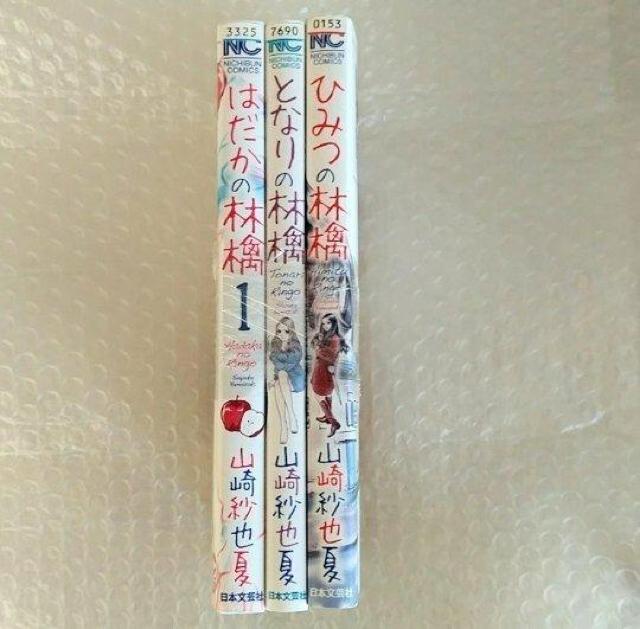 3325
NC
NICHIBUN
COMICS
はだかの林檎
1
Hadaka
no
Ringo
山崎紗也夏
日本文芸社
7690
NC
NICHIBUN
COMICS
となりの林檎
Tonari
no
Ringo
山崎紗也夏
日本文芸社
0153
NC
NICHIBUN
COMICS
ひみつの林檎
Himitsu
no
Ringo
山崎紗也夏
日本文芸社